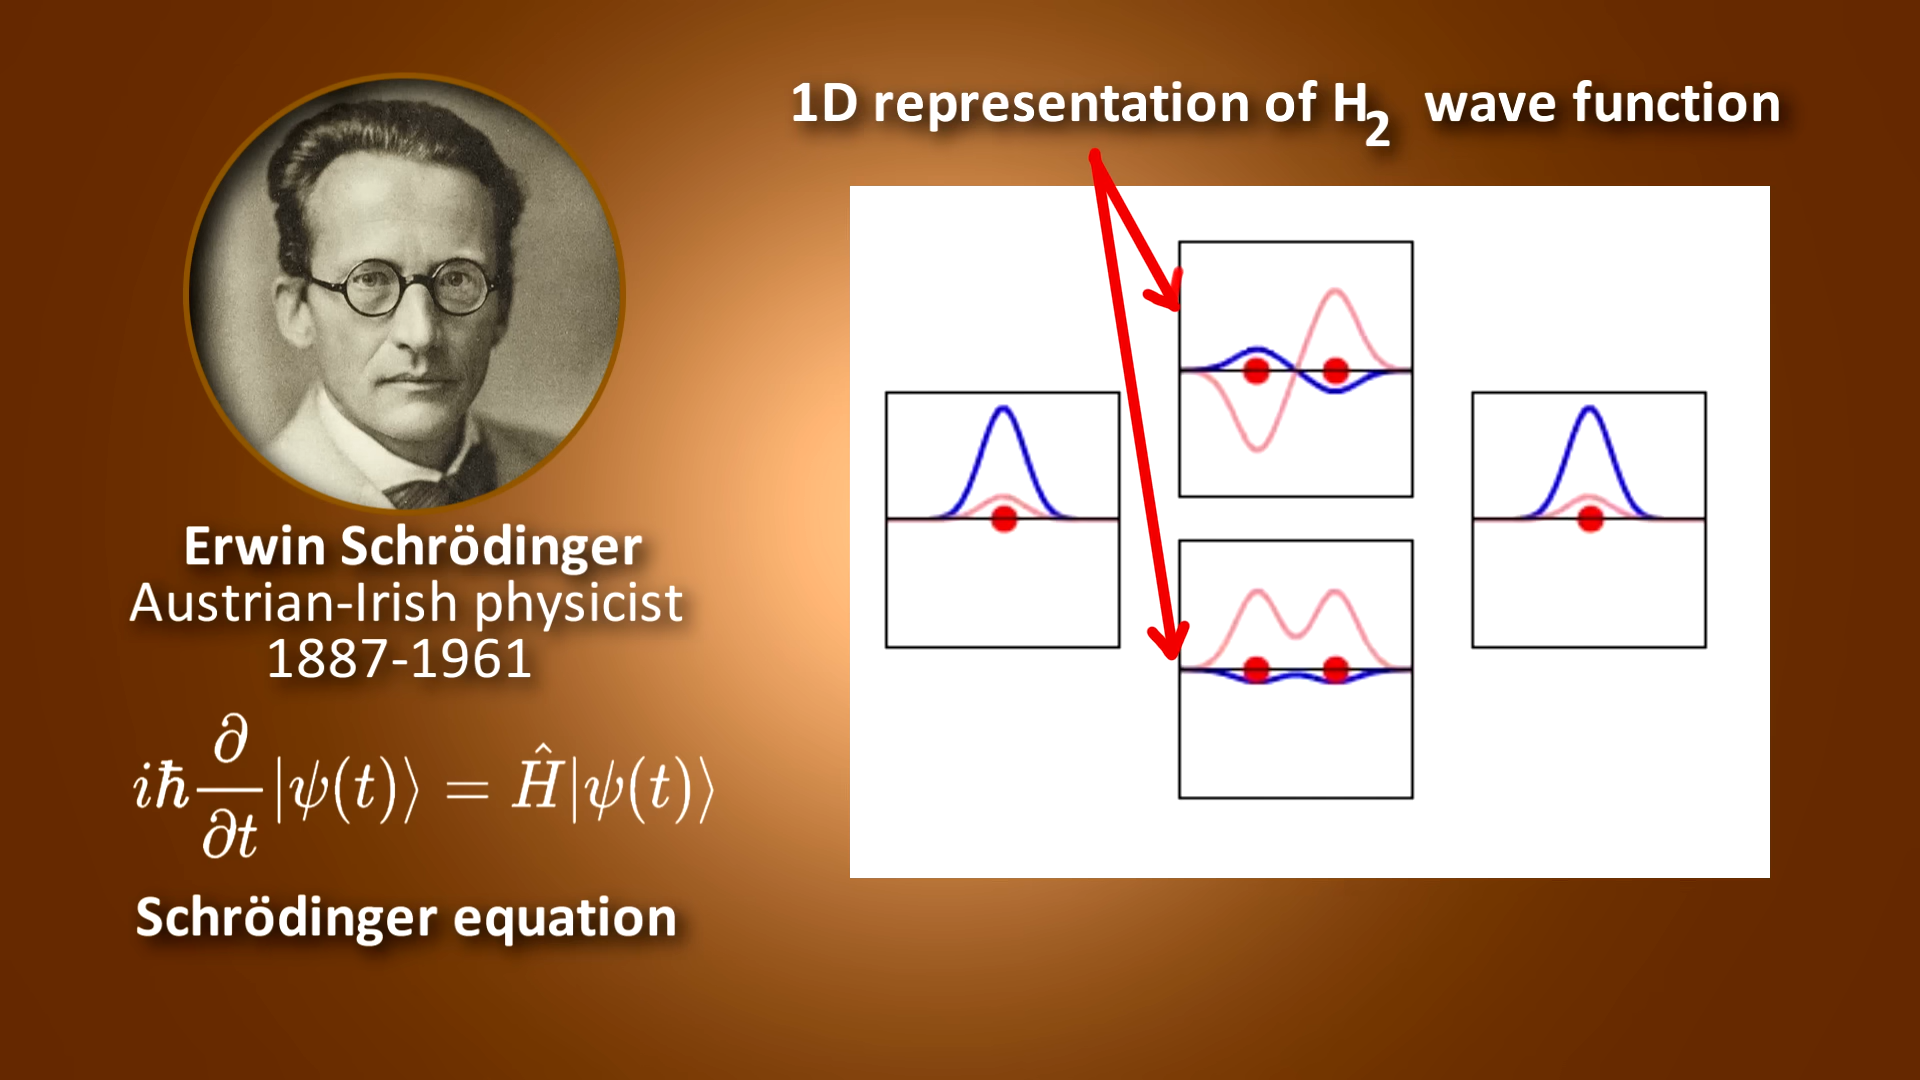 1D representation of H₂ wave function
Erwin Schrödinger
Austrian-Irish physicist
1887-1961
iℏ ∂/∂t |ψ(t)⟩ = Ĥ|ψ(t)⟩
Schrödinger equation